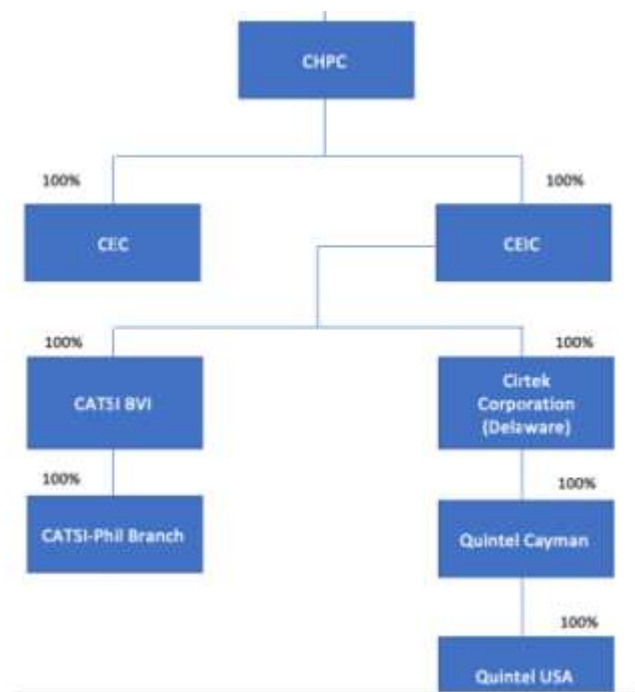 CHPC
100%
100%
CEC
CEIC
100%
100%
CATSI BVI
Cirtek
Corporation
(Delaware)
100%
100%
CATSI-Phil Branch
Quintel Cayman
100%
Quintel USA